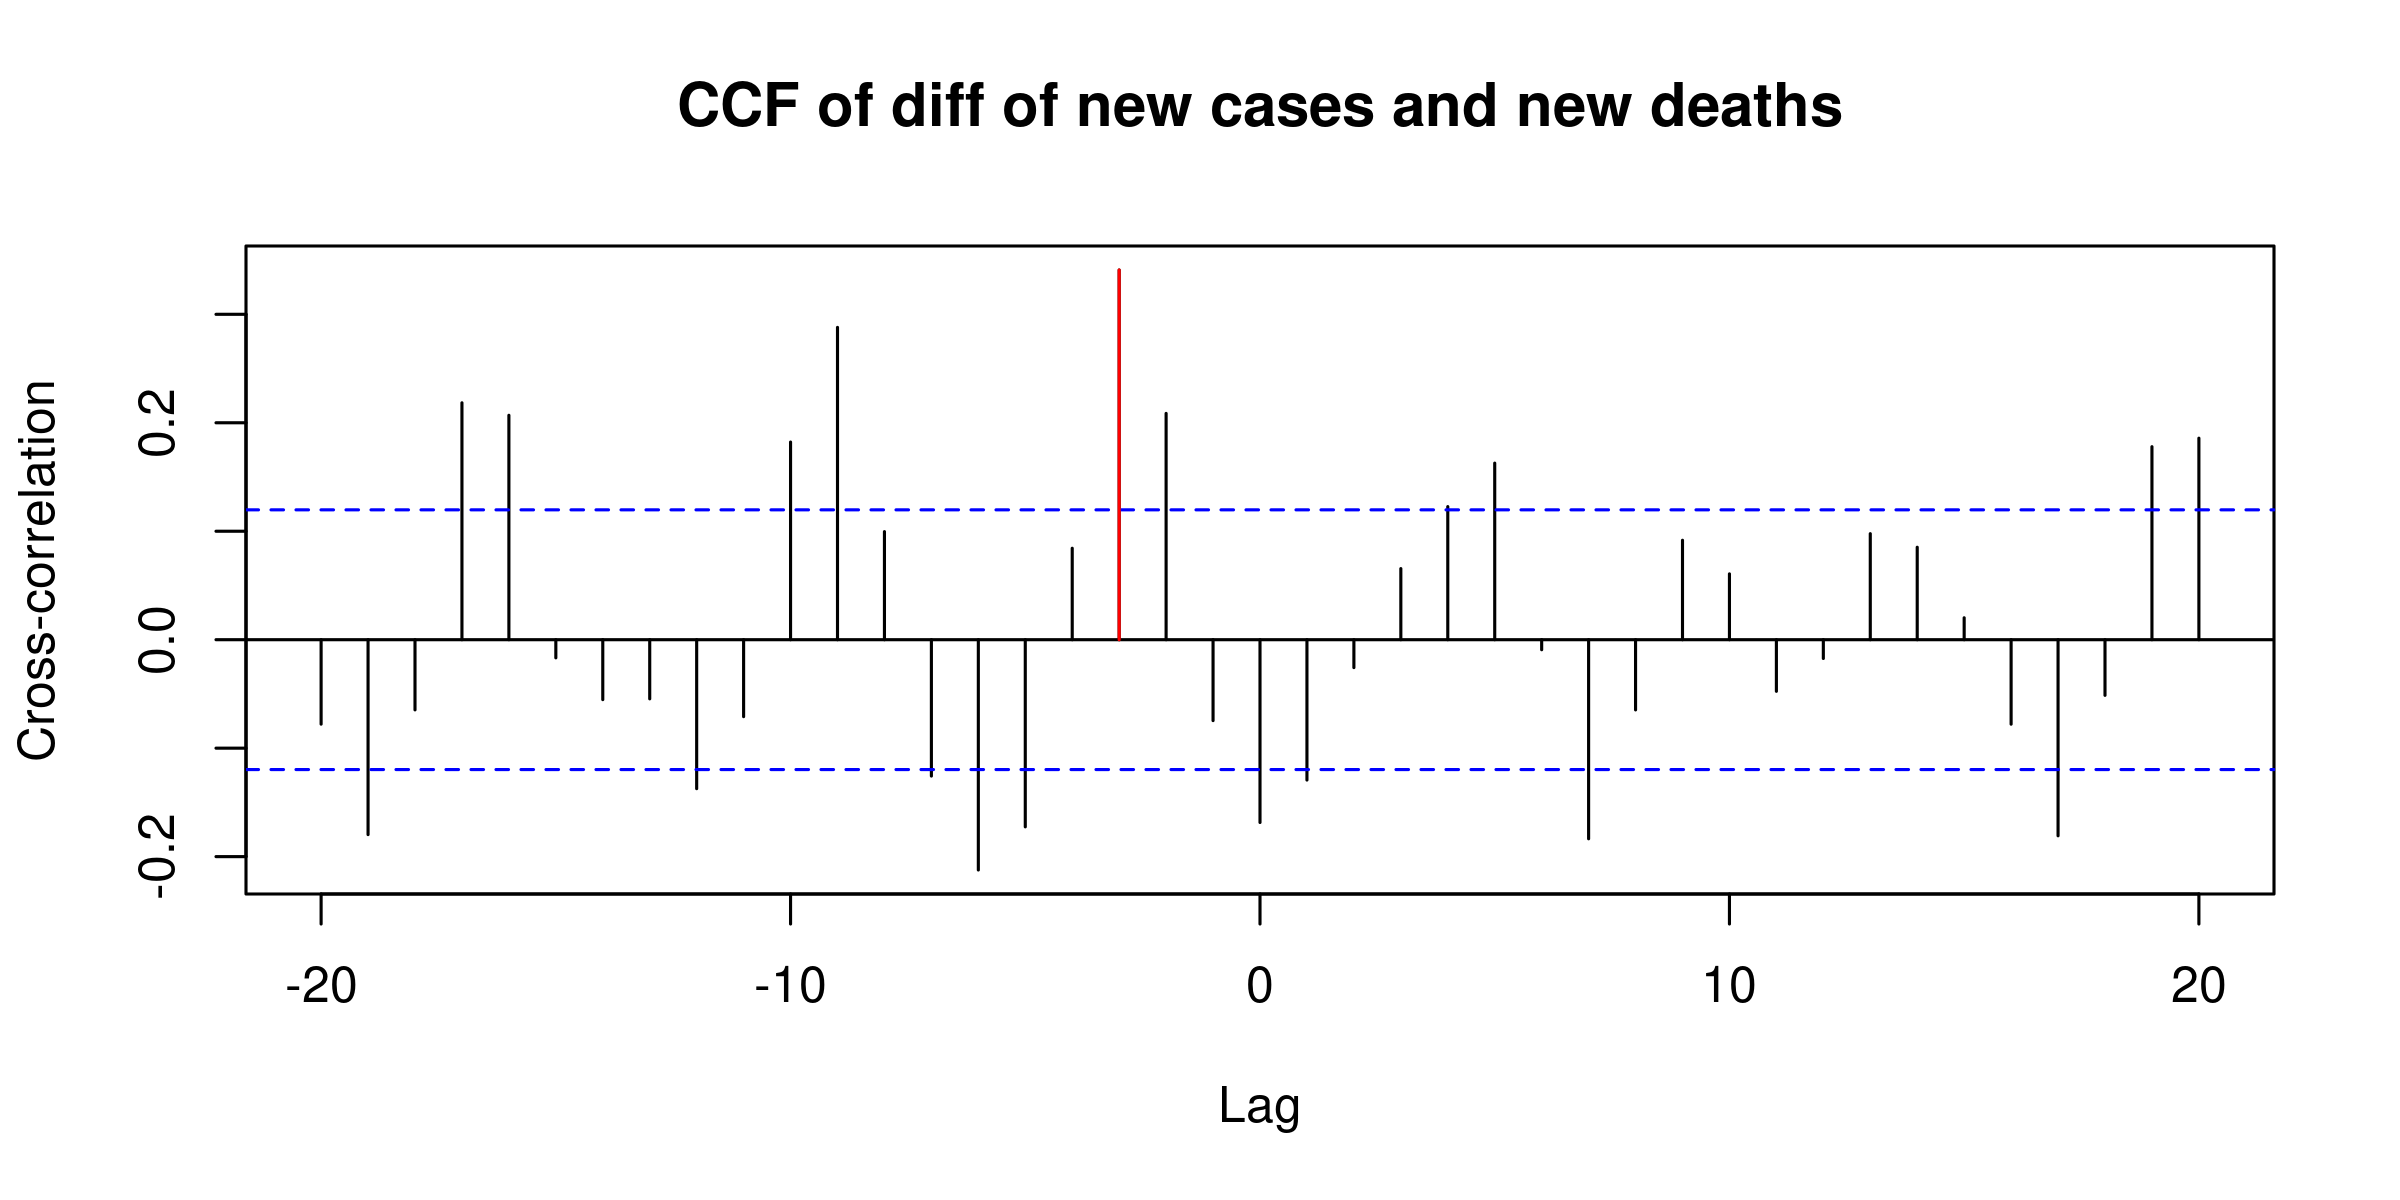 CCF of diff of new cases and new deaths
Cross-correlation
0.2
0.0
-0.2
-20 -10 0 10 20
Lag